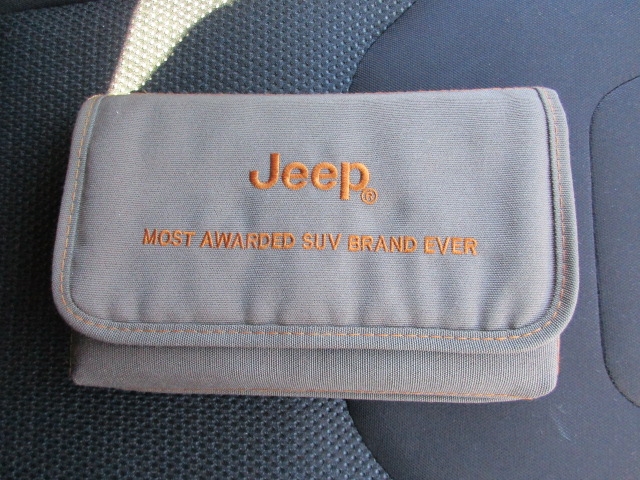 Jeep®
MOST AWARDED SUV BRAND EVER